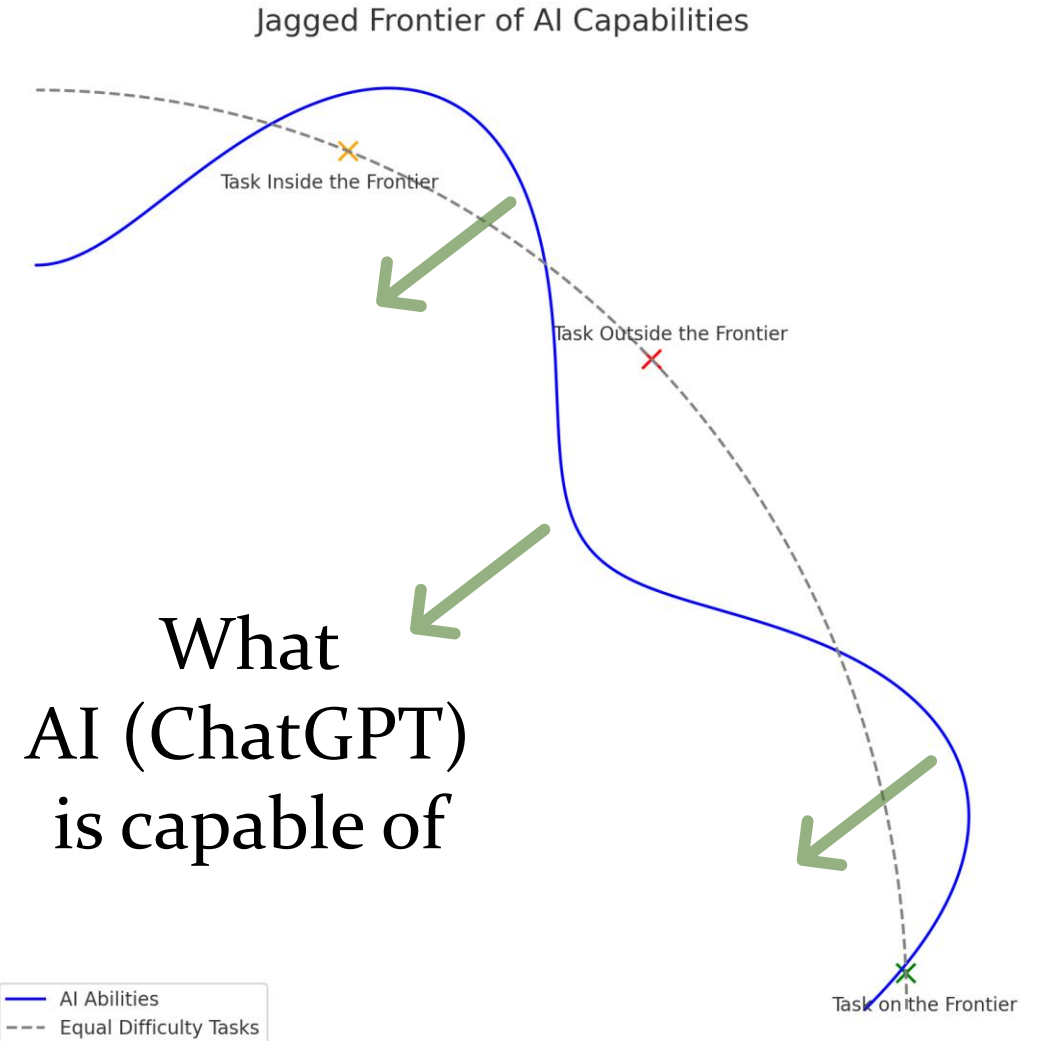 Jagged Frontier of AI Capabilities
Task Inside the Frontier
Task Outside the Frontier
What
AI (ChatGPT)
is capable of
Task on the Frontier
AI Abilities
Equal Difficulty Tasks